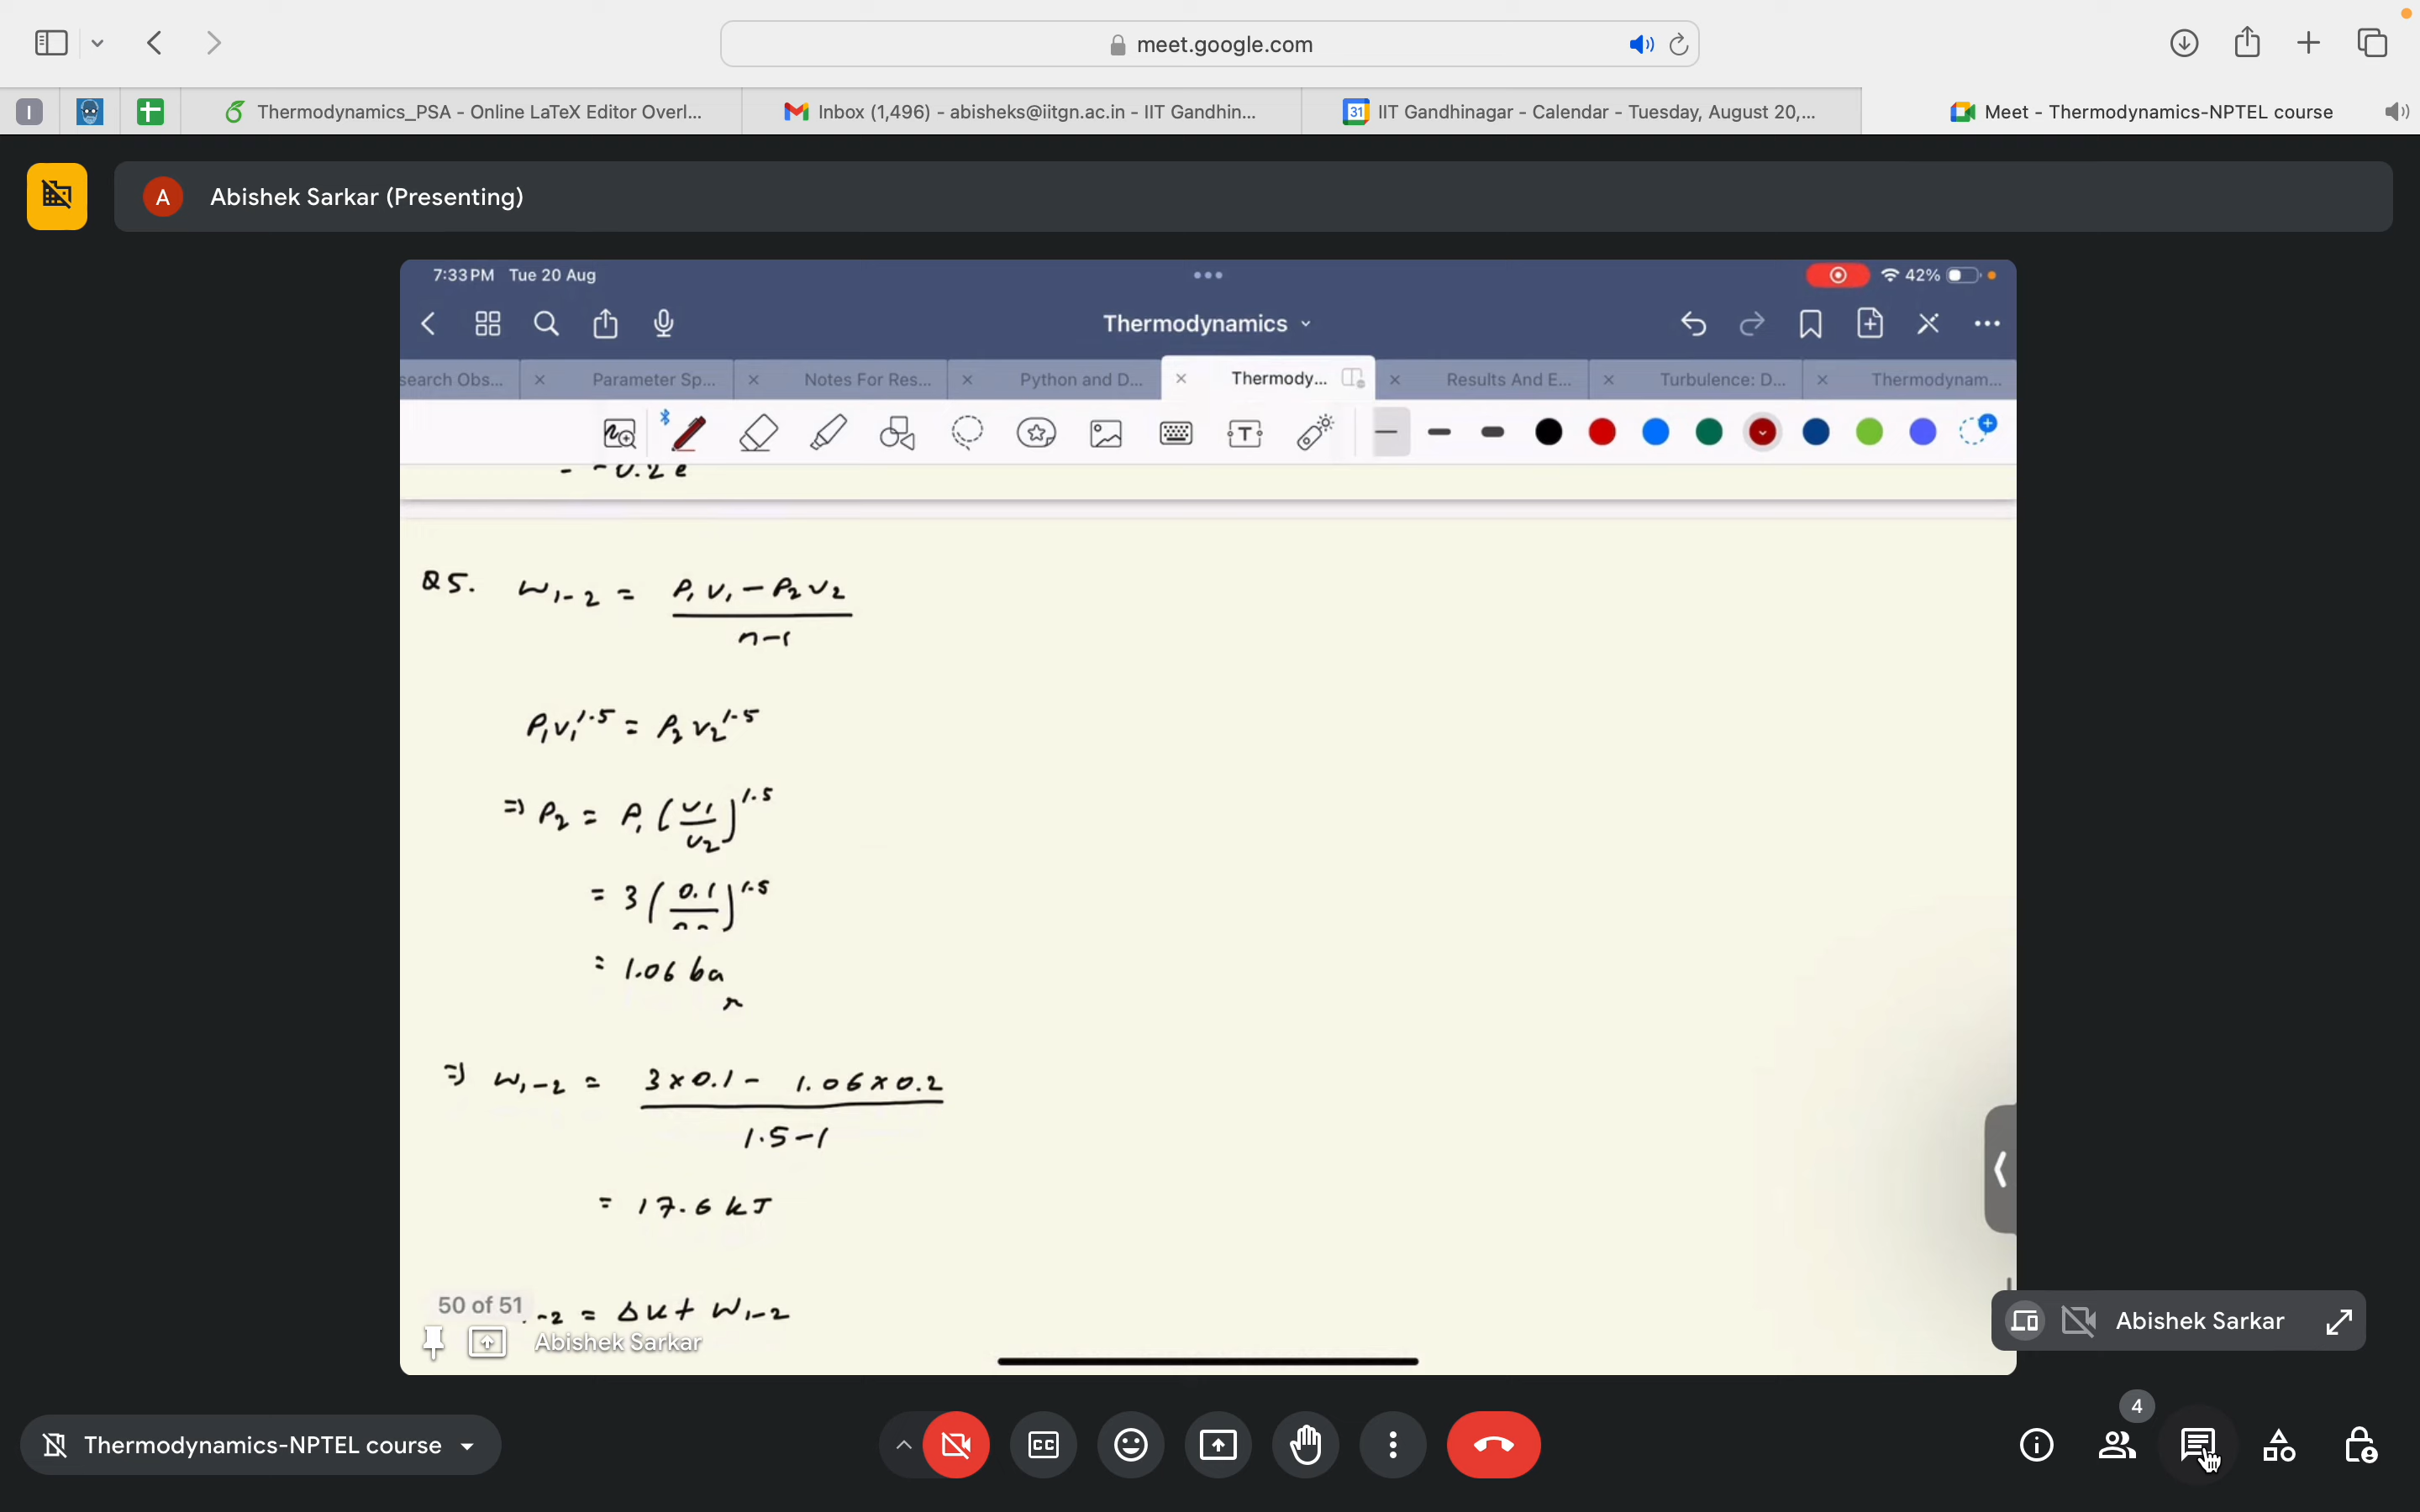 meet.google.com
Thermodynamics_PSA - Online LaTeX Editor Overl...
Inbox (1,496) - abisheks@iitgn.ac.in - IIT Gandhin...
31
IIT Gandhinagar - Calendar - Tuesday, August 20,...
Meet - Thermodynamics-NPTEL course
A
Abishek Sarkar (Presenting)
7:33 PM Tue 20 Aug
42%
Thermodynamics
search Obs...
Parameter Sp...
Notes For Res...
Python and D...
Thermody...
Results And E...
Turbulence: D...
Thermodynam...
T
Q5. W₁₋₂ = (P₁V₁ - P₂V₂)/(n-1)
P₁V₁^1.5 = P₂V₂^1.5
⇒ P₂ = P₁(V₁/V₂)^1.5
= 3(0.1/
)^1.5
= 1.06 bar
⇒ W₁₋₂ = (3×0.1 - 1.06×0.2)/(1.5-1)
= 17.6 kJ
50 of 51
₋₂ = ΔU + W₁₋₂
Abishek Sarkar
Abishek Sarkar
4
Thermodynamics-NPTEL course
CC